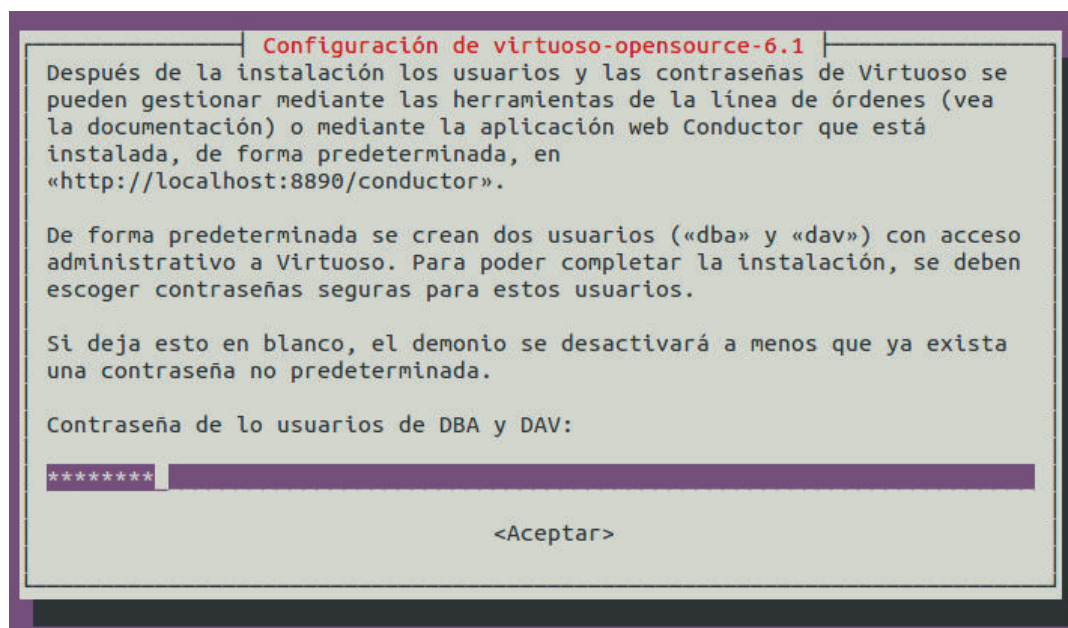 Configuración de virtuoso-opensource-6.1
Después de la instalación los usuarios y las contraseñas de Virtuoso se
pueden gestionar mediante las herramientas de la línea de órdenes (vea
la documentación) o mediante la aplicación web Conductor que está
instalada, de forma predeterminada, en
«http://localhost:8890/conductor».
De forma predeterminada se crean dos usuarios («dba» y «dav») con acceso
administrativo a Virtuoso. Para poder completar la instalación, se deben
escoger contraseñas seguras para estos usuarios.
Si deja esto en blanco, el demonio se desactivará a menos que ya exista
una contraseña no predeterminada.
Contraseña de lo usuarios de DBA y DAV:
********
<Aceptar>